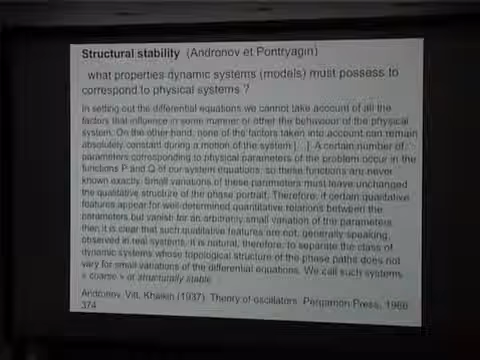 Structural stability (Andronov et Pontryagin)
what properties dynamic systems (models) must possess to
correspond to physical systems ?
In setting out the differential equations we cannot take account of all the
factors that influence in some manner or other the behaviour of the physical
system. On the other hand, none of the factors taken into account can remain
absolutely constant during a motion of the system [...]. A certain number of
parameters corresponding to physical parameters of the problem occur in the
functions P and Q of our system equations, so these functions are never
known exactly. Small variations of these parameters must leave unchanged
the qualitative structure of the phase portrait. Therefore, if certain qualitative
features appear for well-determined quantitative relations between the
parameters but vanish for an arbitrarily small variation of the parameters
then it is clear that such qualitative features are not, generally speaking,
observed in real systems. It is natural, therefore, to separate the class of
dynamic systems whose topological structure of the phase paths does not
vary for small variations of the differential equations. We call such systems
« coarse » or structurally stable.
Andronov, Vitt, Khaikin (1937) Theory of oscillators. Pergamon Press, 1966
374